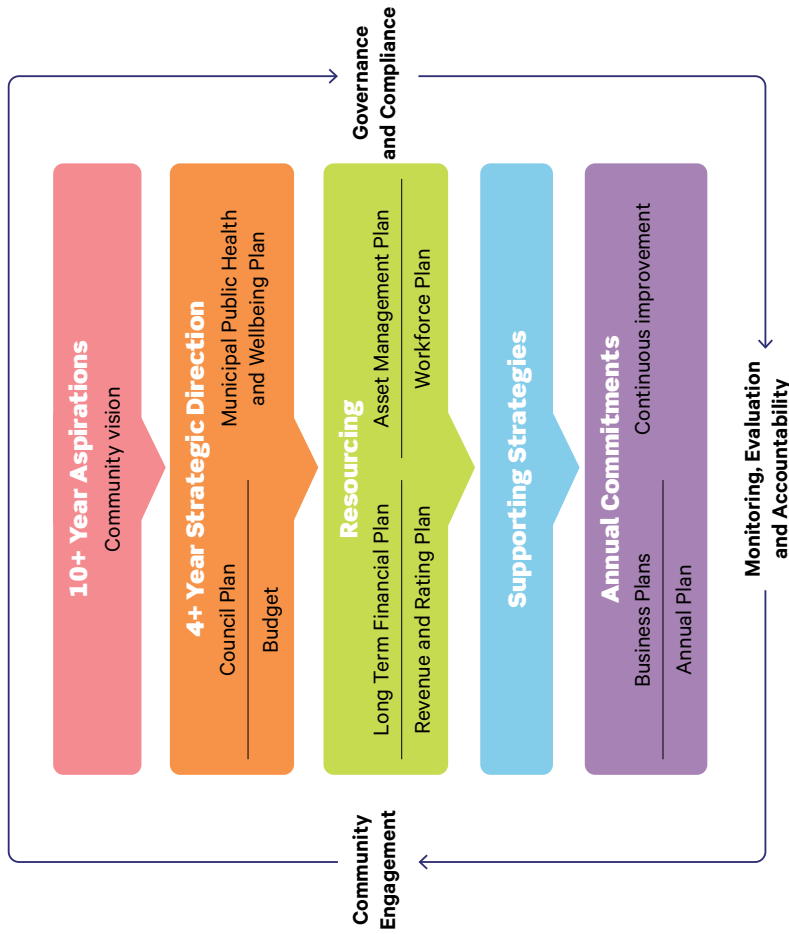 10+ Year Aspirations
Community vision
4+ Year Strategic Direction
Council Plan
Budget
Municipal Public Health
and Wellbeing Plan
Resourcing
Long Term Financial Plan
Revenue and Rating Plan
Asset Management Plan
Workforce Plan
Supporting Strategies
Annual Commitments
Business Plans
Annual Plan
Continuous improvement
Community
Engagement
Governance
and Compliance
Monitoring, Evaluation
and Accountability